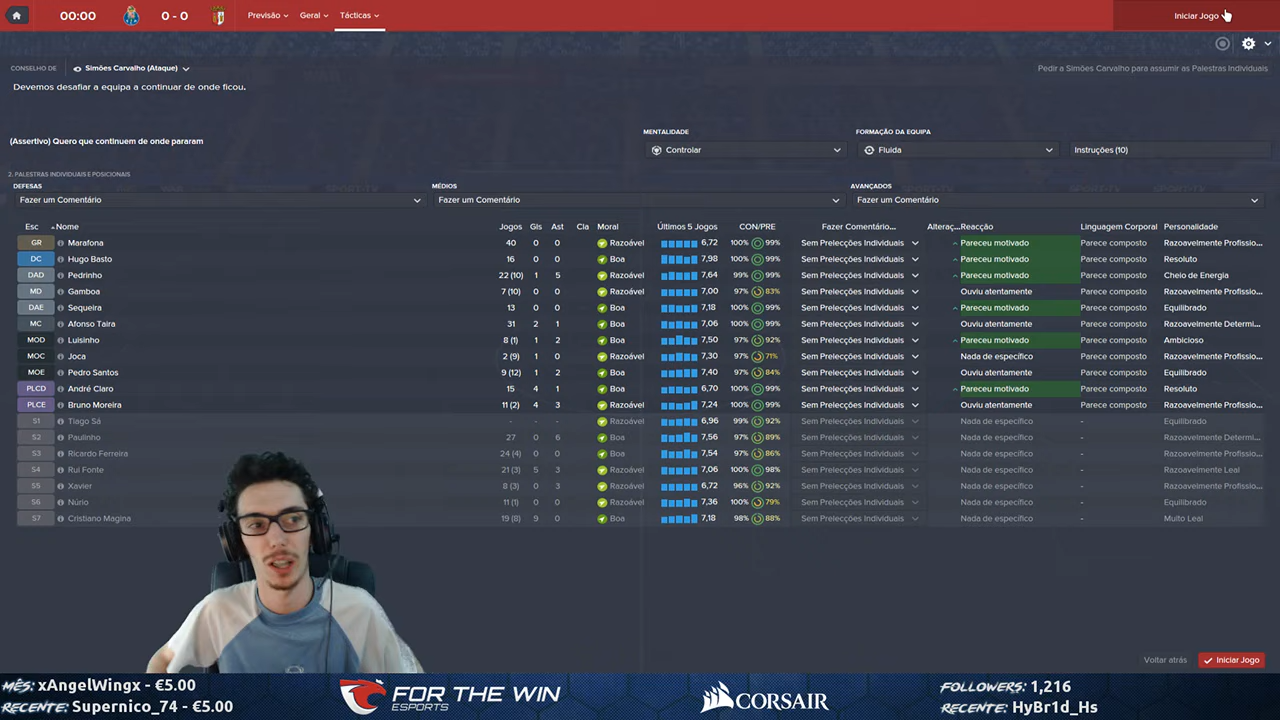 00:00 0 - 0 Previsão Geral Tácticas Iniciar Jogo
CONSELHO DE Simões Carvalho (Ataque) Pedir a Simões Carvalho para assumir as Palestras Individuais
Devemos desafiar a equipa a continuar de onde ficou.
MENTALIDADE FORMAÇÃO DA EQUIPA
(Assertivo) Quero que continuem de onde pararam
Controlar Fluida Instruções (10)
2. PALESTRAS INDIVIDUAIS E POSICIONAIS
DEFESAS MÉDIOS AVANÇADOS
Fazer um Comentário Fazer um Comentário Fazer um Comentário
Esc Nome Jogos Gls Ast Cla Moral Últimos 5 Jogos CON/PRE Fazer Comentário... Alteraç... Reacção Linguagem Corporal Personalidade
GR Marafona 40 0 0 Razoável 6,72 100% 99% Sem Prelecções Individuais Pareceu motivado Parece composto Razoavelmente Profissio...
DC Hugo Basto 16 0 0 Boa 7,98 100% 99% Sem Prelecções Individuais Pareceu motivado Parece composto Resoluto
DAD Pedrinho 22 (10) 1 5 Boa 7,64 99% 99% Sem Prelecções Individuais Pareceu motivado Parece composto Cheio de Energia
MD Gamboa 7 (10) 0 0 Razoável 7,00 97% 83% Sem Prelecções Individuais Ouviu atentamente Parece composto Razoavelmente Profissio...
DAE Sequeira 13 0 0 Boa 7,18 100% 99% Sem Prelecções Individuais Pareceu motivado Parece composto Equilibrado
MC Afonso Taira 31 2 1 Boa 7,06 100% 99% Sem Prelecções Individuais Ouviu atentamente Parece composto Razoavelmente Determi...
MOD Luisinho 8 (1) 1 2 Boa 7,50 97% 92% Sem Prelecções Individuais Pareceu motivado Parece composto Ambicioso
MOC Joca 2 (9) 1 0 Razoável 7,30 97% 71% Sem Prelecções Individuais Nada de específico Parece composto Razoavelmente Profissio...
MOE Pedro Santos 9 (12) 1 2 Boa 7,40 97% 84% Sem Prelecções Individuais Ouviu atentamente Parece composto Equilibrado
PLCD André Claro 15 4 1 Boa 6,70 100% 99% Sem Prelecções Individuais Pareceu motivado Parece composto Resoluto
PLCE Bruno Moreira 11 (2) 4 3 Razoável 7,24 100% 99% Sem Prelecções Individuais Ouviu atentamente Parece composto Razoavelmente Profissio...
S1 Tiago Sá - - - Razoável 6,96 99% 92% Sem Prelecções Individuais Nada de específico - Equilibrado
S2 Paulinho 27 0 6 Boa 7,56 97% 89% Sem Prelecções Individuais Nada de específico - Razoavelmente Determi...
S3 Ricardo Ferreira 24 (4) 0 0 Boa 7,54 97% 86% Sem Prelecções Individuais Nada de específico - Razoavelmente Profissio...
S4 Rui Fonte 21 (3) 5 3 Razoável 7,06 100% 98% Sem Prelecções Individuais Nada de específico - Razoavelmente Leal
S5 Xavier 8 (3) 0 1 Razoável 6,72 96% 92% Sem Prelecções Individuais Nada de específico - Razoavelmente Profissio...
S6 Núrio 11 (1) 0 0 Razoável 7,36 100% 79% Sem Prelecções Individuais Nada de específico - Equilibrado
S7 Cristiano Magina 19 (8) 9 0 Boa 7,18 98% 88% Sem Prelecções Individuais Nada de específico - Muito Leal
Voltar atrás Iniciar Jogo
MÊS: xAngelWingx - €5.00
RECENTE: Supernico_74 - €5.00
FOR THE WIN
ESPORTS
CORSAIR
FOLLOWERS: 1,216
RECENTE: HyBr1d_Hs